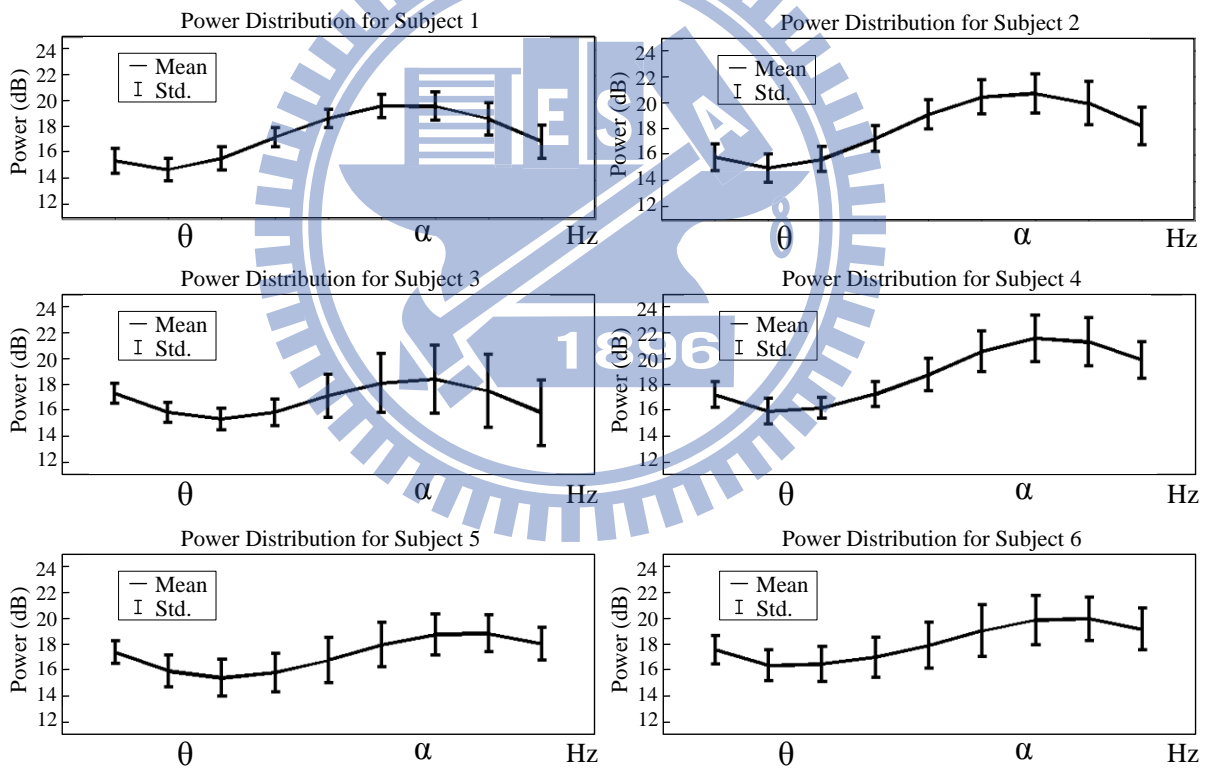 Power Distribution for Subject 1
Power (dB)
24
22
20
18
16
14
12
Mean
Std.
θ
α
Hz
Power Distribution for Subject 2
Power (dB)
24
22
20
18
16
14
12
Mean
Std.
θ
α
Hz
Power Distribution for Subject 3
Power (dB)
24
22
20
18
16
14
12
Mean
Std.
θ
α
Hz
Power Distribution for Subject 4
Power (dB)
24
22
20
18
16
14
12
Mean
Std.
θ
α
Hz
Power Distribution for Subject 5
Power (dB)
24
22
20
18
16
14
12
Mean
Std.
θ
α
Hz
Power Distribution for Subject 6
Power (dB)
24
22
20
18
16
14
12
Mean
Std.
θ
α
Hz
E S A
8
1896